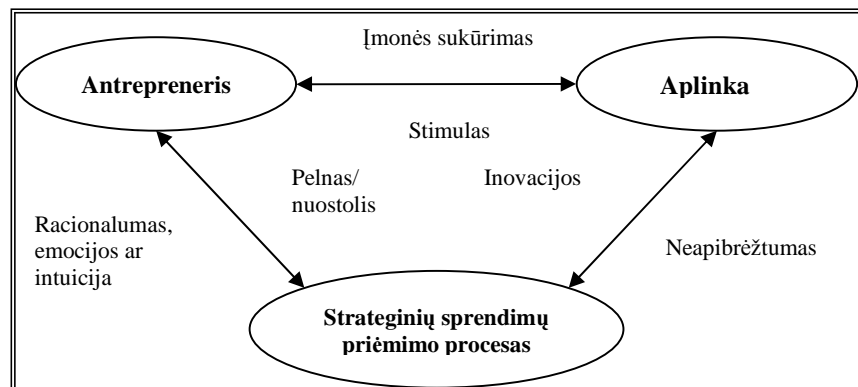 Įmonės sukūrimas
Antrepreneris
Aplinka
Stimulas
Pelnas/
nuostolis
Inovacijos
Racionalumas,
emocijos ar
intuicija
Neapibrėžtumas
Strateginių sprendimų
priėmimo procesas